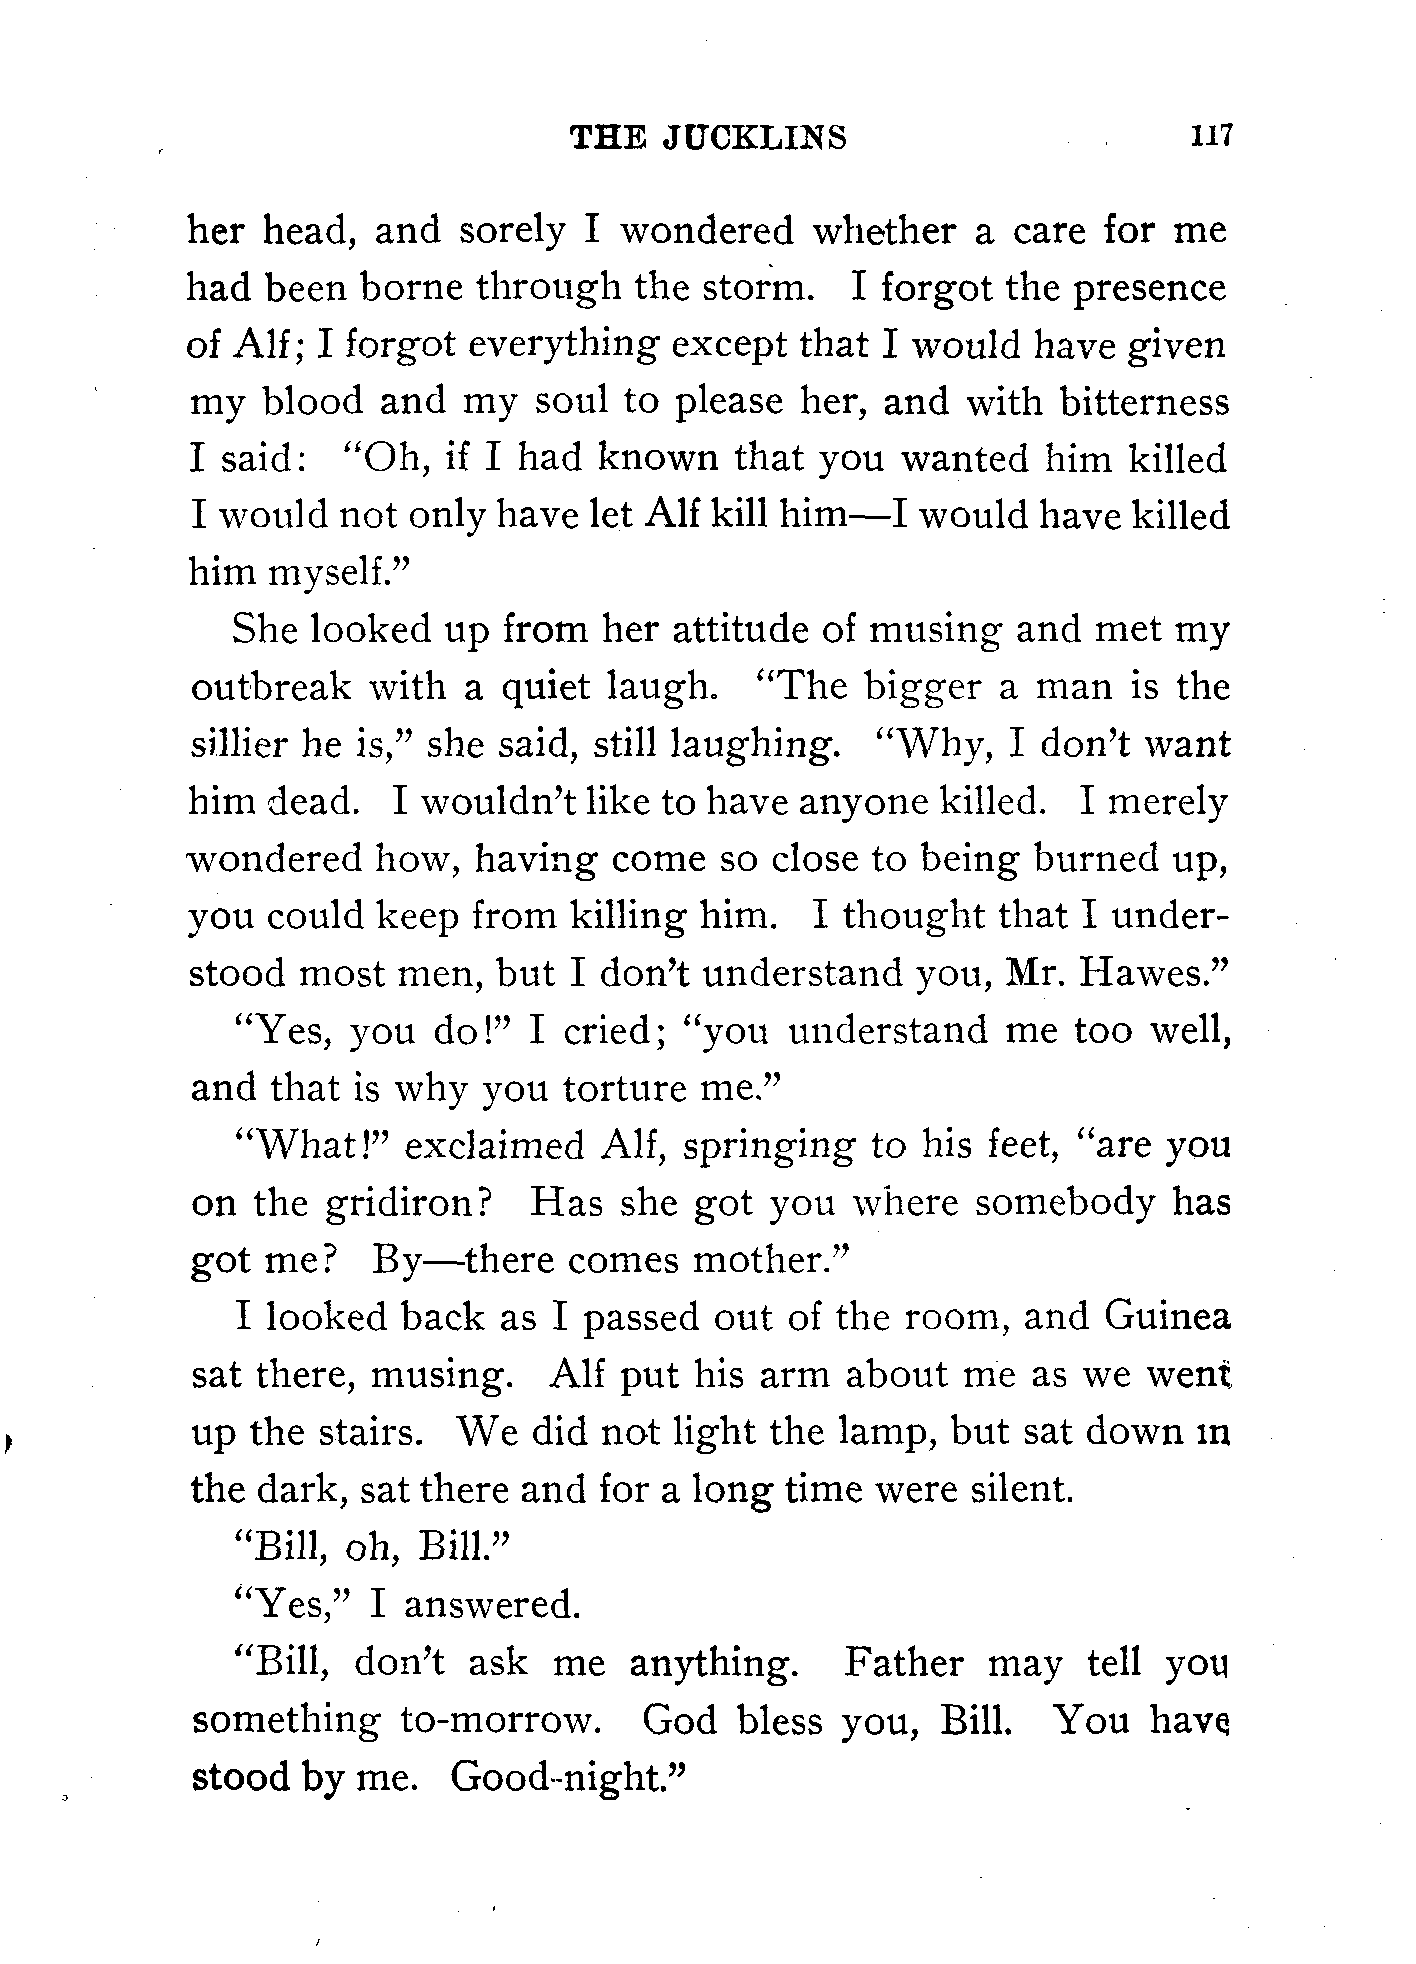 THE JUCKLINS 117
her head, and sorely I wondered whether a care for me
had been borne through the storm. I forgot the presence
of Alf; I forgot everything except that I would have given
my blood and my soul to please her, and with bitterness
I said: “Oh, if I had known that you wanted him killed
I would not only have let Alf kill him—I would have killed
him myself.”
She looked up from her attitude of musing and met my
outbreak with a quiet laugh. “The bigger a man is the
sillier he is,” she said, still laughing. “Why, I don’t want
him dead. I wouldn’t like to have anyone killed. I merely
wondered how, having come so close to being burned up,
you could keep from killing him. I thought that I under-
stood most men, but I don’t understand you, Mr. Hawes.”
“Yes, you do!” I cried; “you understand me too well,
and that is why you torture me.”
“What!” exclaimed Alf, springing to his feet, “are you
on the gridiron? Has she got you where somebody has
got me? By—there comes mother.”
I looked back as I passed out of the room, and Guinea
sat there, musing. Alf put his arm about me as we went
up the stairs. We did not light the lamp, but sat down in
the dark, sat there and for a long time were silent.
“Bill, oh, Bill.”
“Yes,” I answered.
“Bill, don’t ask me anything. Father may tell you
something to-morrow. God bless you, Bill. You have
stood by me. Good-night.”